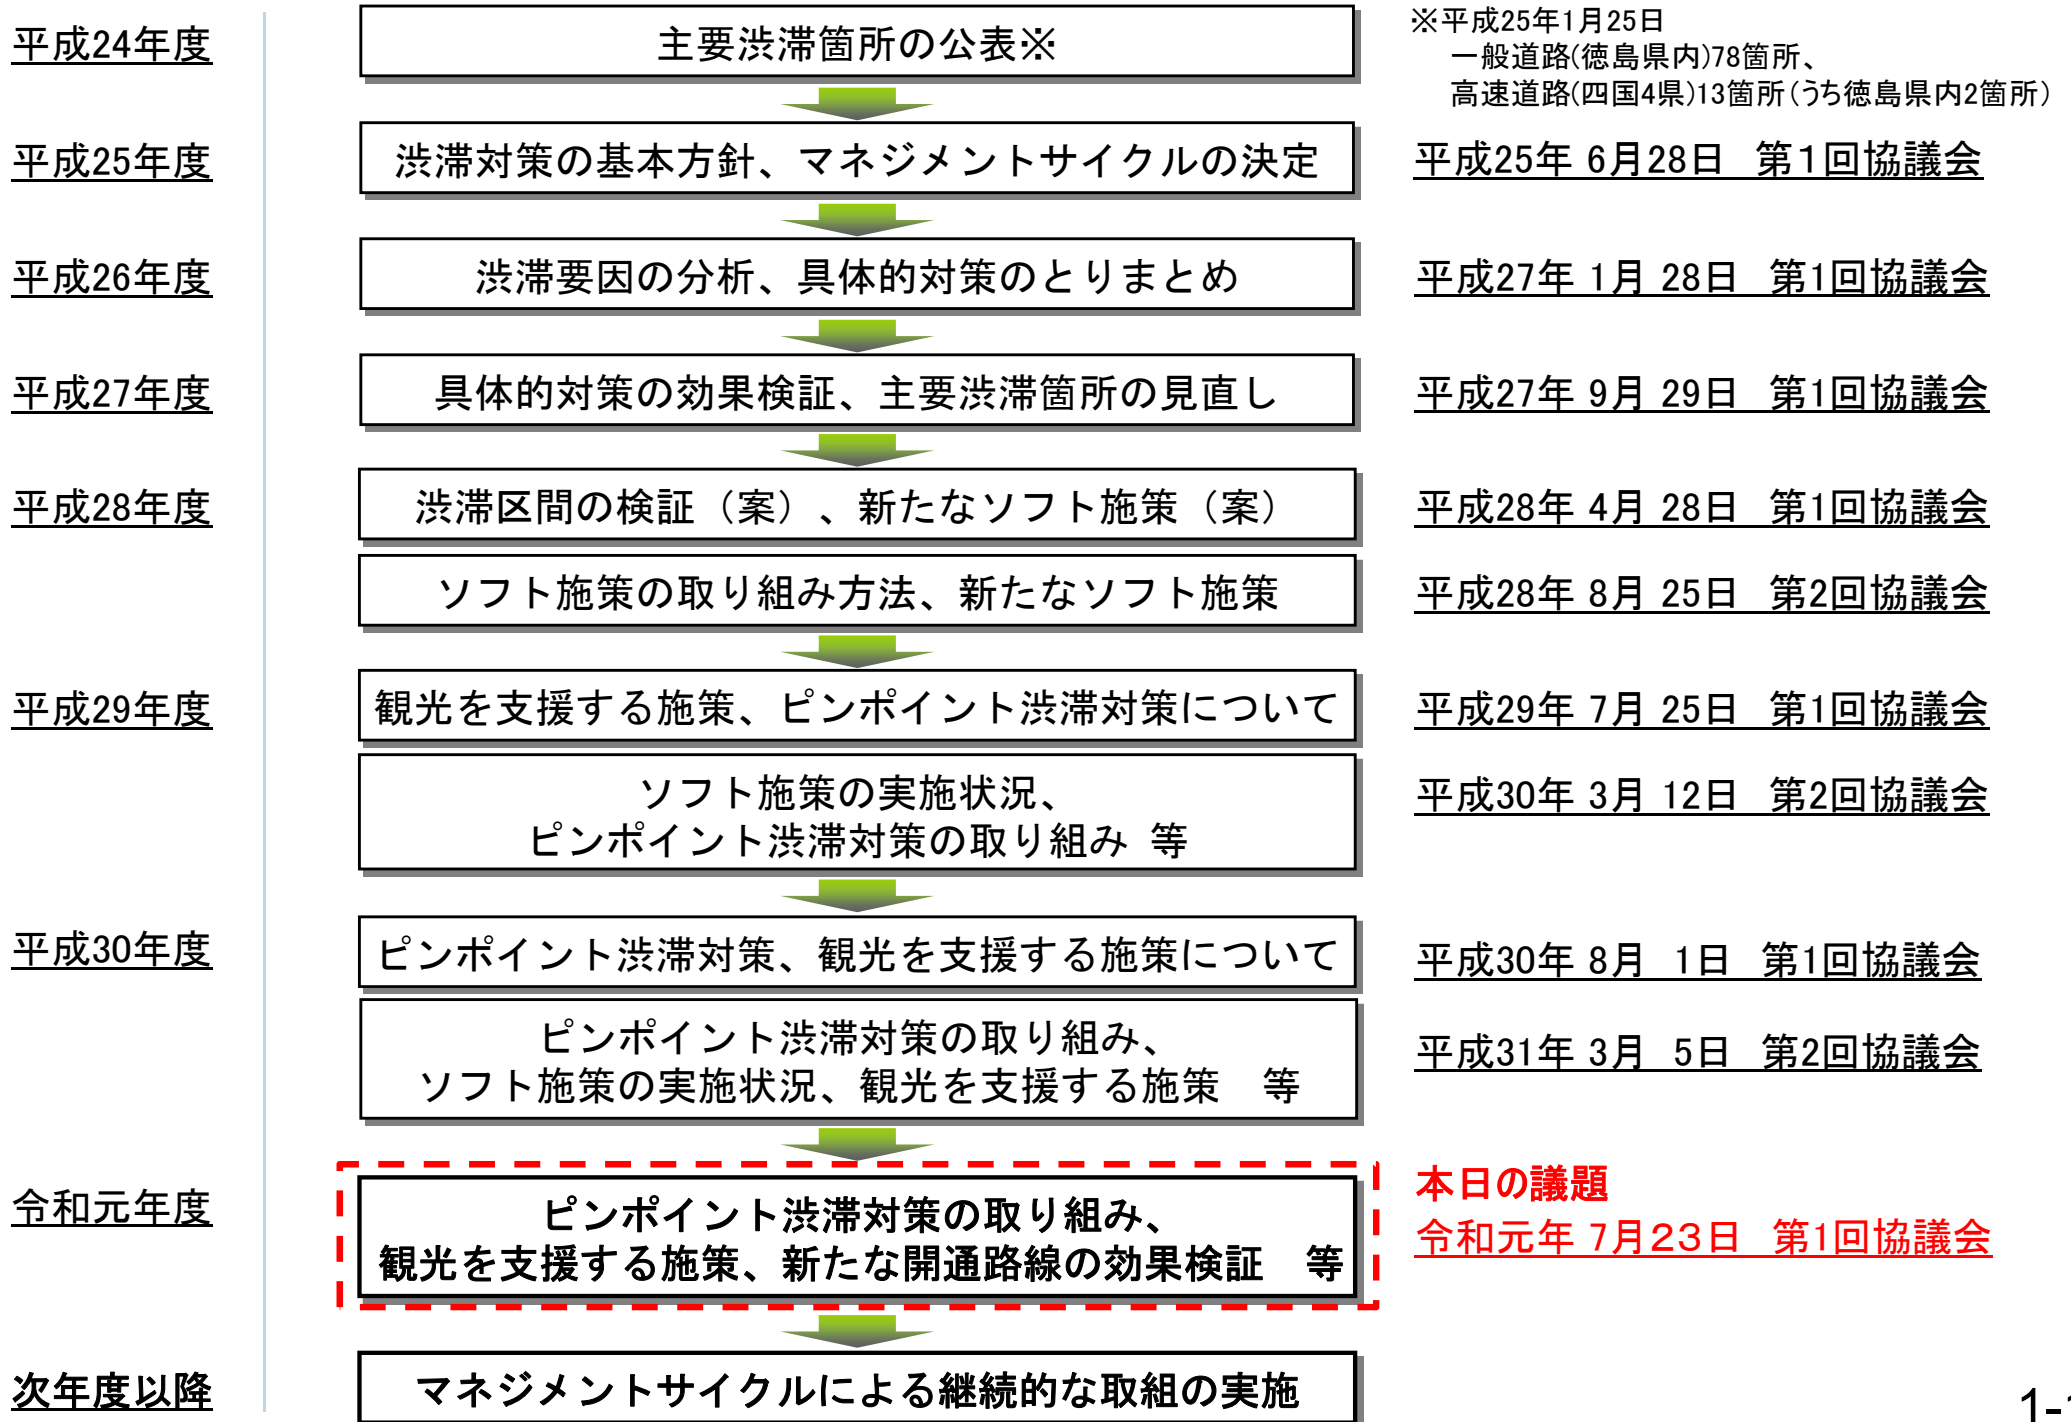 平成24年度
主要渋滞箇所の公表※
※平成25年1月25日
一般道路(徳島県内)78箇所、
高速道路(四国4県)13箇所(うち徳島県内2箇所)
平成25年度
渋滞対策の基本方針、マネジメントサイクルの決定
平成25年 6月28日 第1回協議会
平成26年度
渋滞要因の分析、具体的対策のとりまとめ
平成27年 1月 28日 第1回協議会
平成27年度
具体的対策の効果検証、主要渋滞箇所の見直し
平成27年 9月 29日 第1回協議会
平成28年度
渋滞区間の検証（案）、新たなソフト施策（案）
平成28年 4月 28日 第1回協議会
ソフト施策の取り組み方法、新たなソフト施策
平成28年 8月 25日 第2回協議会
平成29年度
観光を支援する施策、ピンポイント渋滞対策について
平成29年 7月 25日 第1回協議会
ソフト施策の実施状況、
ピンポイント渋滞対策の取り組み 等
平成30年 3月 12日 第2回協議会
平成30年度
ピンポイント渋滞対策、観光を支援する施策について
平成30年 8月 1日 第1回協議会
ピンポイント渋滞対策の取り組み、
ソフト施策の実施状況、観光を支援する施策 等
平成31年 3月 5日 第2回協議会
令和元年度
ピンポイント渋滞対策の取り組み、
観光を支援する施策、新たな開通路線の効果検証 等
本日の議題
令和元年 7月２３日 第1回協議会
次年度以降
マネジメントサイクルによる継続的な取組の実施